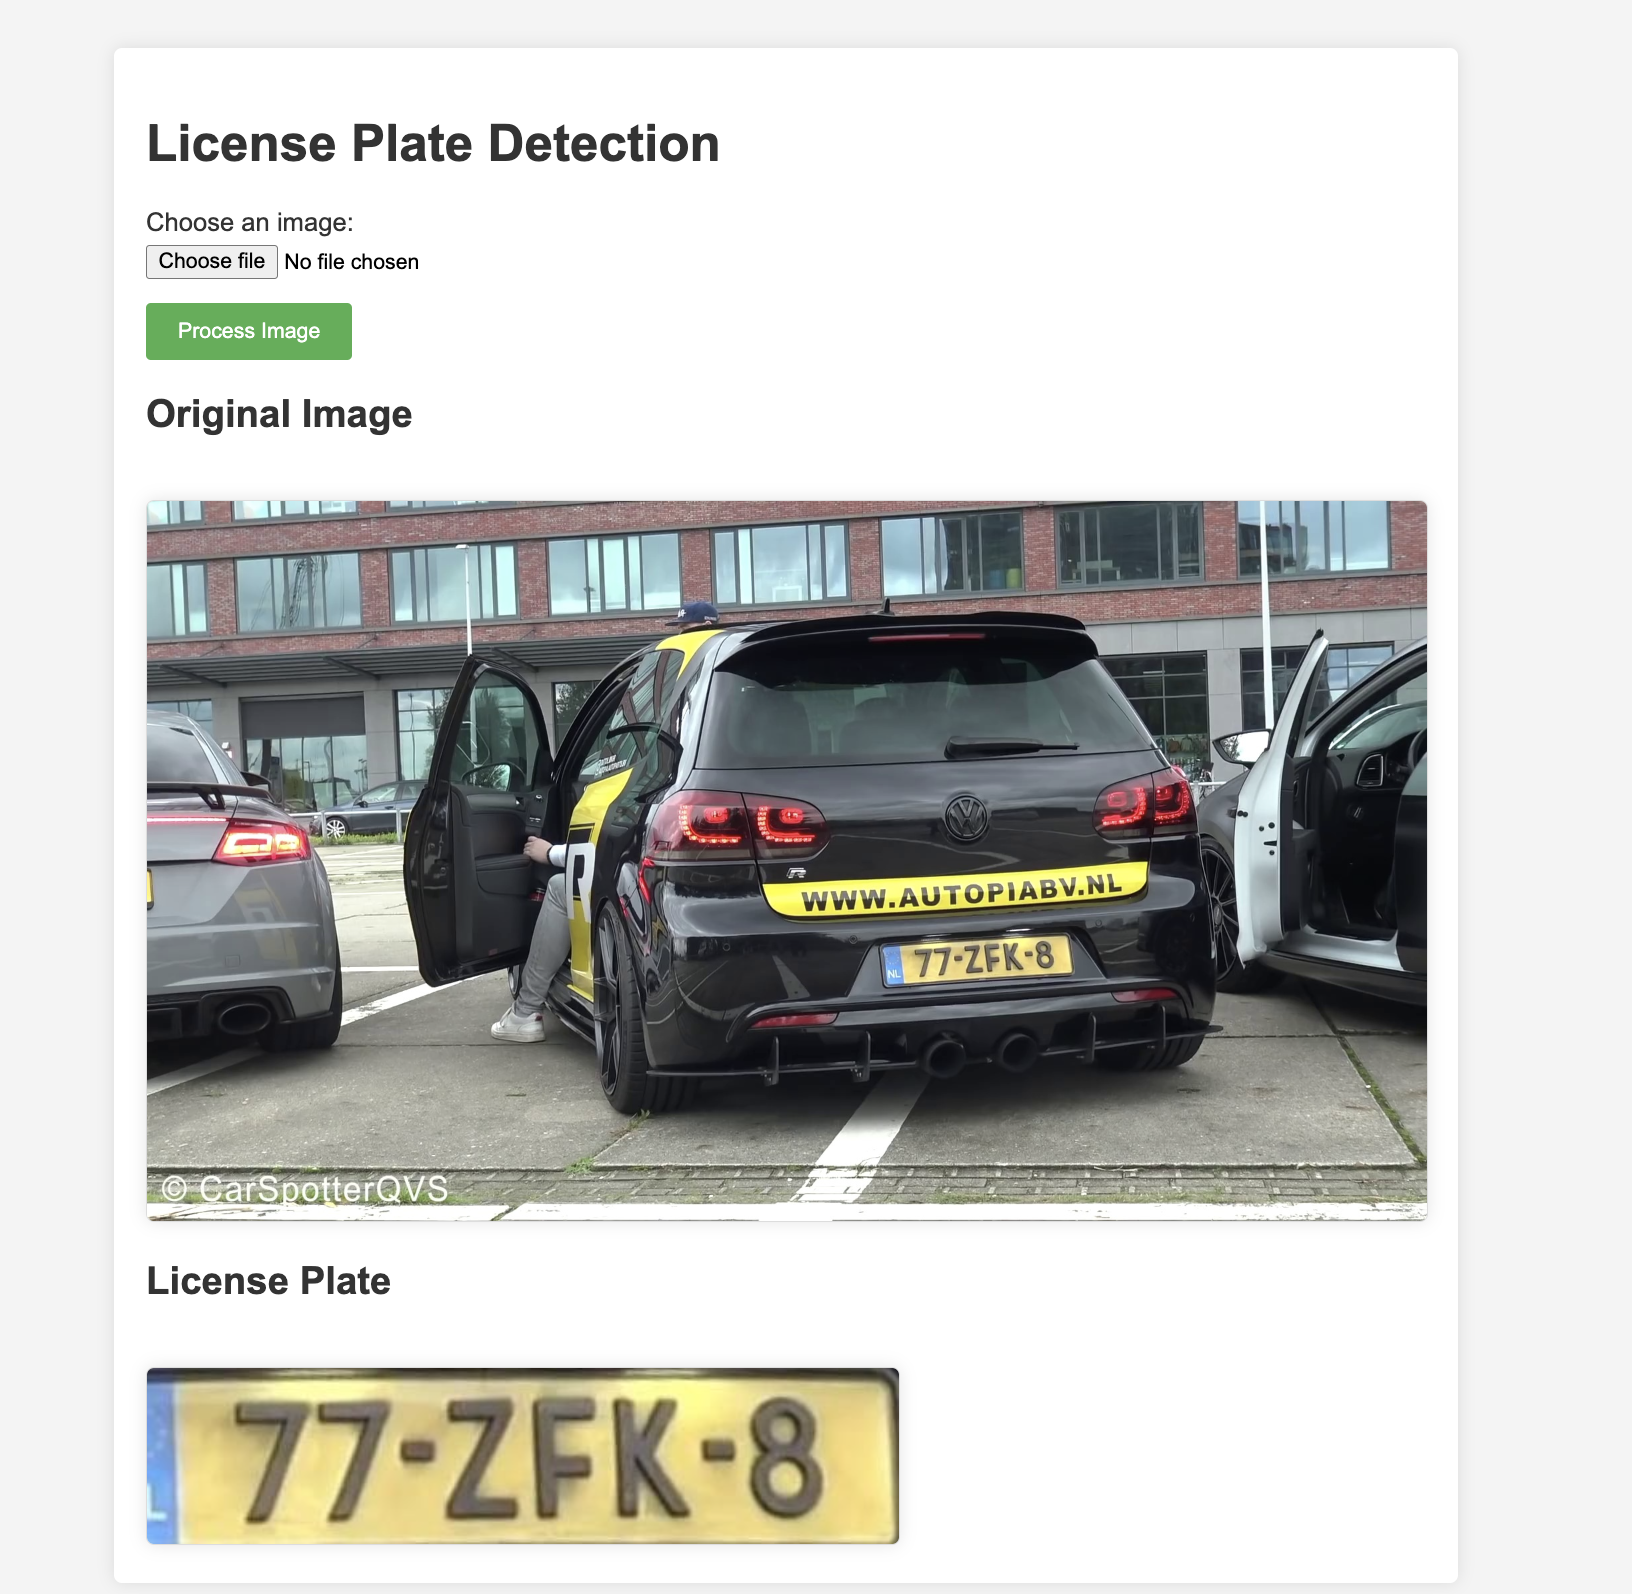 License Plate Detection
Choose an image:
Choose file No file chosen
Process Image
Original Image
R
R
WWW.AUTOPIABV.NL
NL 77-ZFK-8
© CarSpotterQVS
License Plate
L 77-ZFK-8